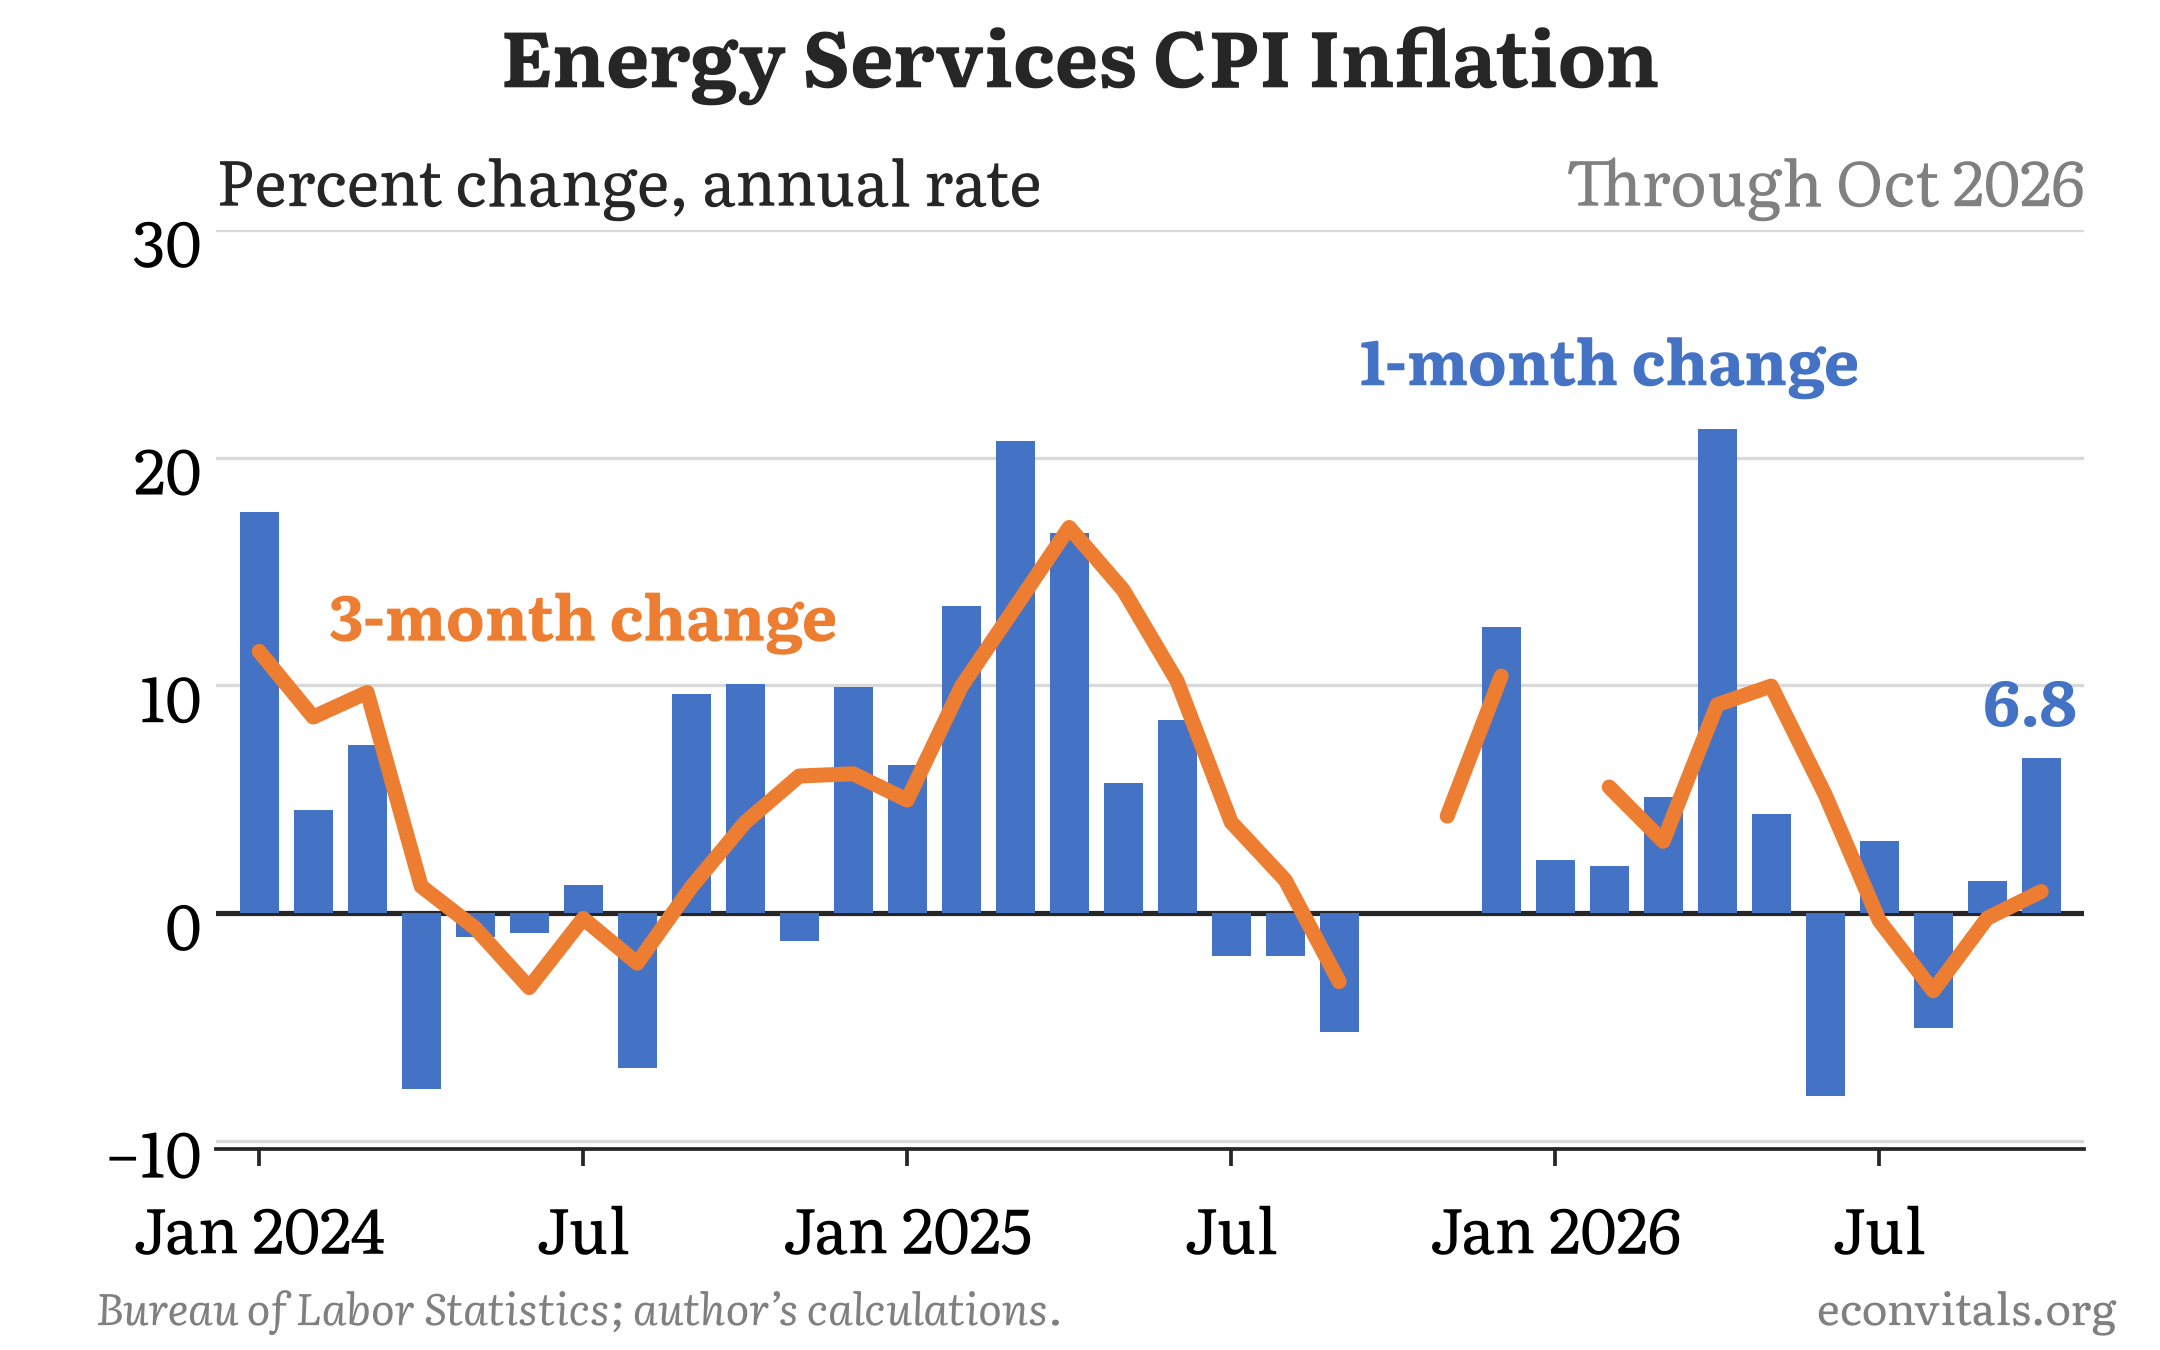 Energy Services CPI Inflation
Percent change, annual rate
Through Oct 2026
30
20
10
0
−10
1-month change
3-month change
6.8
Jan 2024
Jul
Jan 2025
Jul
Jan 2026
Jul
Bureau of Labor Statistics; author’s calculations.
econvitals.org